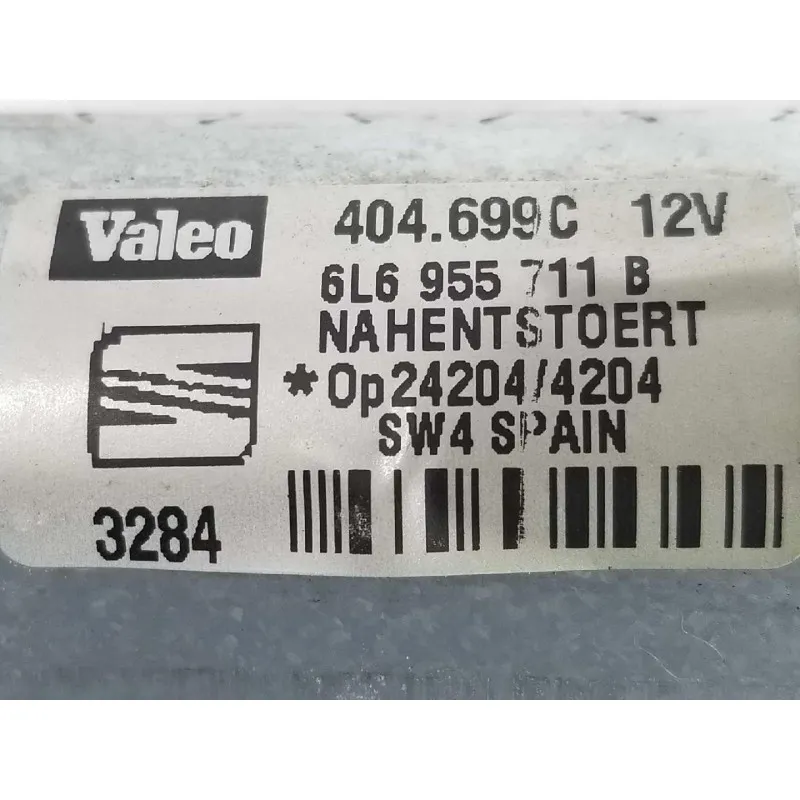 Valeo 404.699C 12V
6L6 955 711 B
NAHENTSTOERT
*Op24204/4204
SW4 SPAIN
3284